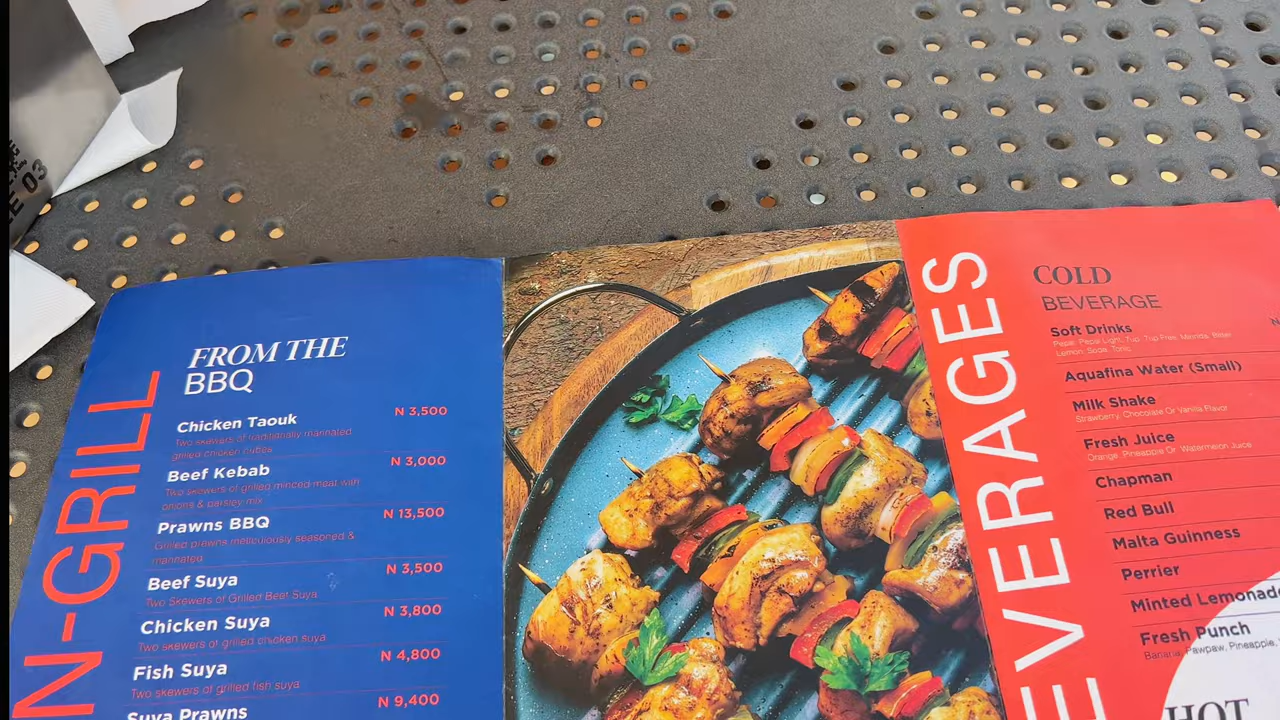 E 03
N-GRILL
FROM THE
BBQ
Chicken Taouk N 3,500
Two skewers of traditionally marinated
grilled chicken cubes
Beef Kebab N 3,000
Two skewers of grilled minced meat with
onions & parsley mix
Prawns BBQ N 13,500
Grilled prawns meticulously seasoned &
marinated
Beef Suya N 3,500
Two Skewers of Grilled Beef Suya
Chicken Suya N 3,800
Two skewers of grilled chicken suya
Fish Suya N 4,800
Two skewers of grilled fish suya
Suya Prawns N 9,400
EVERAGES
COLD
BEVERAGE
Soft Drinks
Pepsi, Pepsi Light, 7up, 7up Free, Mirinda, Bitter
Lemon, Soda, Tonic
Aquafina Water (Small)
Milk Shake
Strawberry, Chocolate Or Vanilla Flavor
Fresh Juice
Orange, Pineapple Or Watermelon Juice
Chapman
Red Bull
Malta Guinness
Perrier
Minted Lemonade
Fresh Punch
Banana, Pawpaw, Pineapple,
HOT